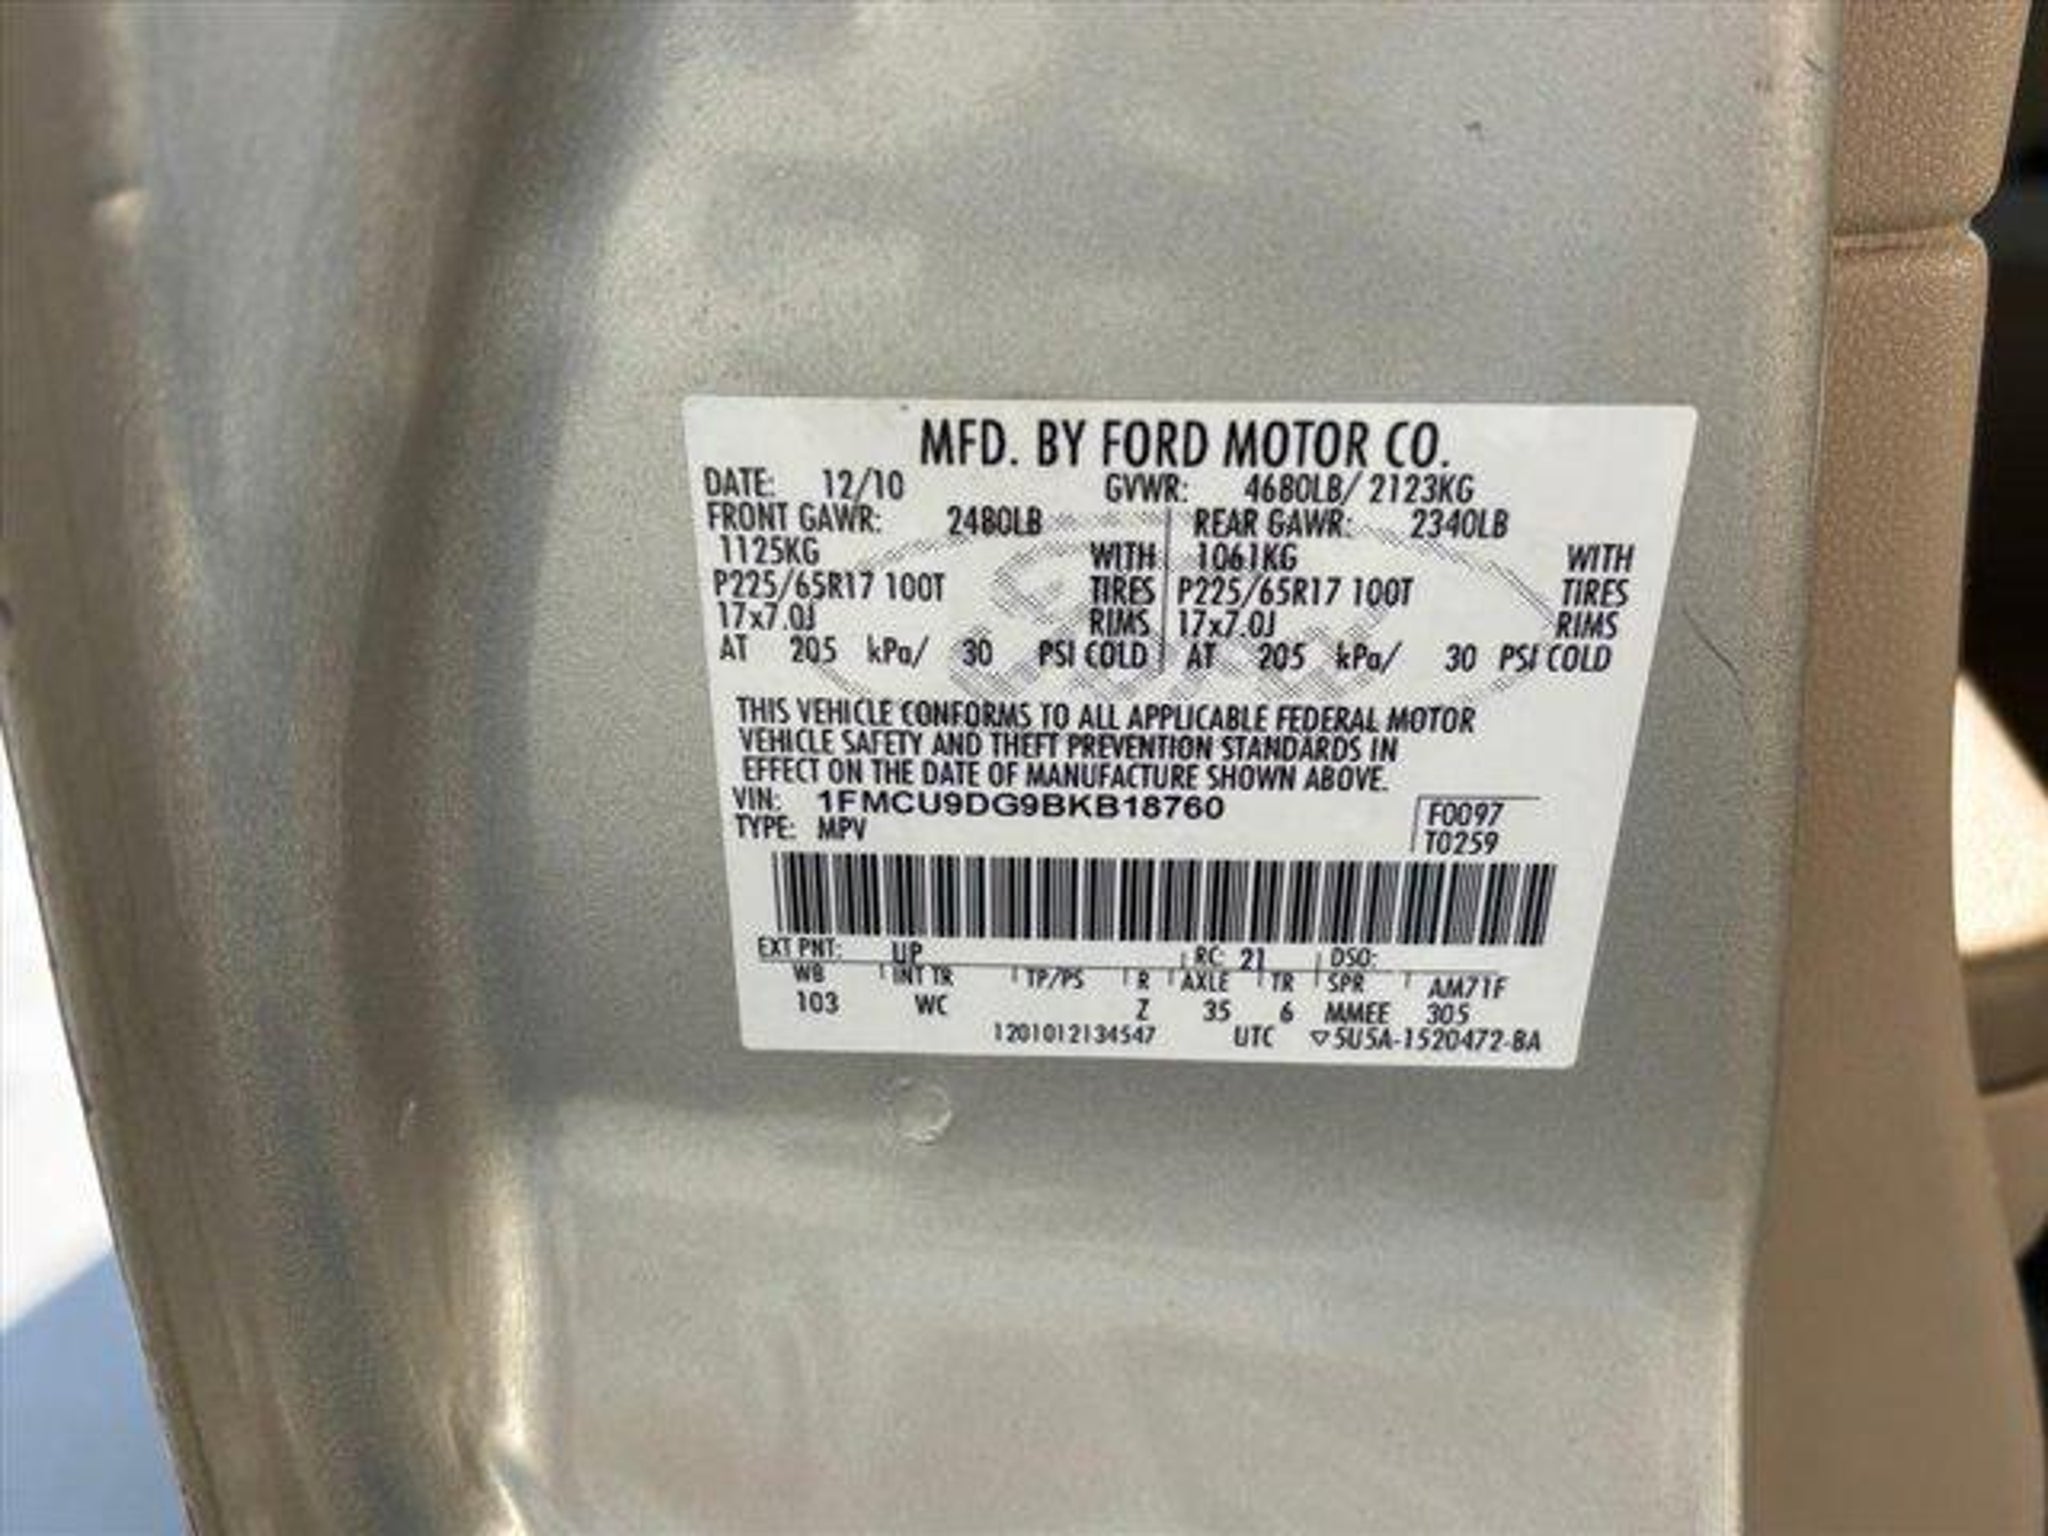 MFD. BY FORD MOTOR CO.
DATE: 12/10 GVWR: 4680LB/ 2123KG
FRONT GAWR: 2480LB REAR GAWR: 2340LB
1125KG WITH 1061KG WITH
P225/65R17 100T TIRES P225/65R17 100T TIRES
17x7.0J RIMS 17x7.0J RIMS
AT 205 kPa/ 30 PSI COLD AT 205 kPa/ 30 PSI COLD
THIS VEHICLE CONFORMS TO ALL APPLICABLE FEDERAL MOTOR
VEHICLE SAFETY AND THEFT PREVENTION STANDARDS IN
EFFECT ON THE DATE OF MANUFACTURE SHOWN ABOVE.
VIN: 1FMCU9DG9BKB18760 F0097
TYPE: MPV T0259
EXT PNT: UP RC: 21 DSO:
WB INT TR TP/PS R AXLE TR SPR AM71F
103 WC Z 35 6 MMEE 305
1201012134547 UTC ▽5U5A-1520472-BA